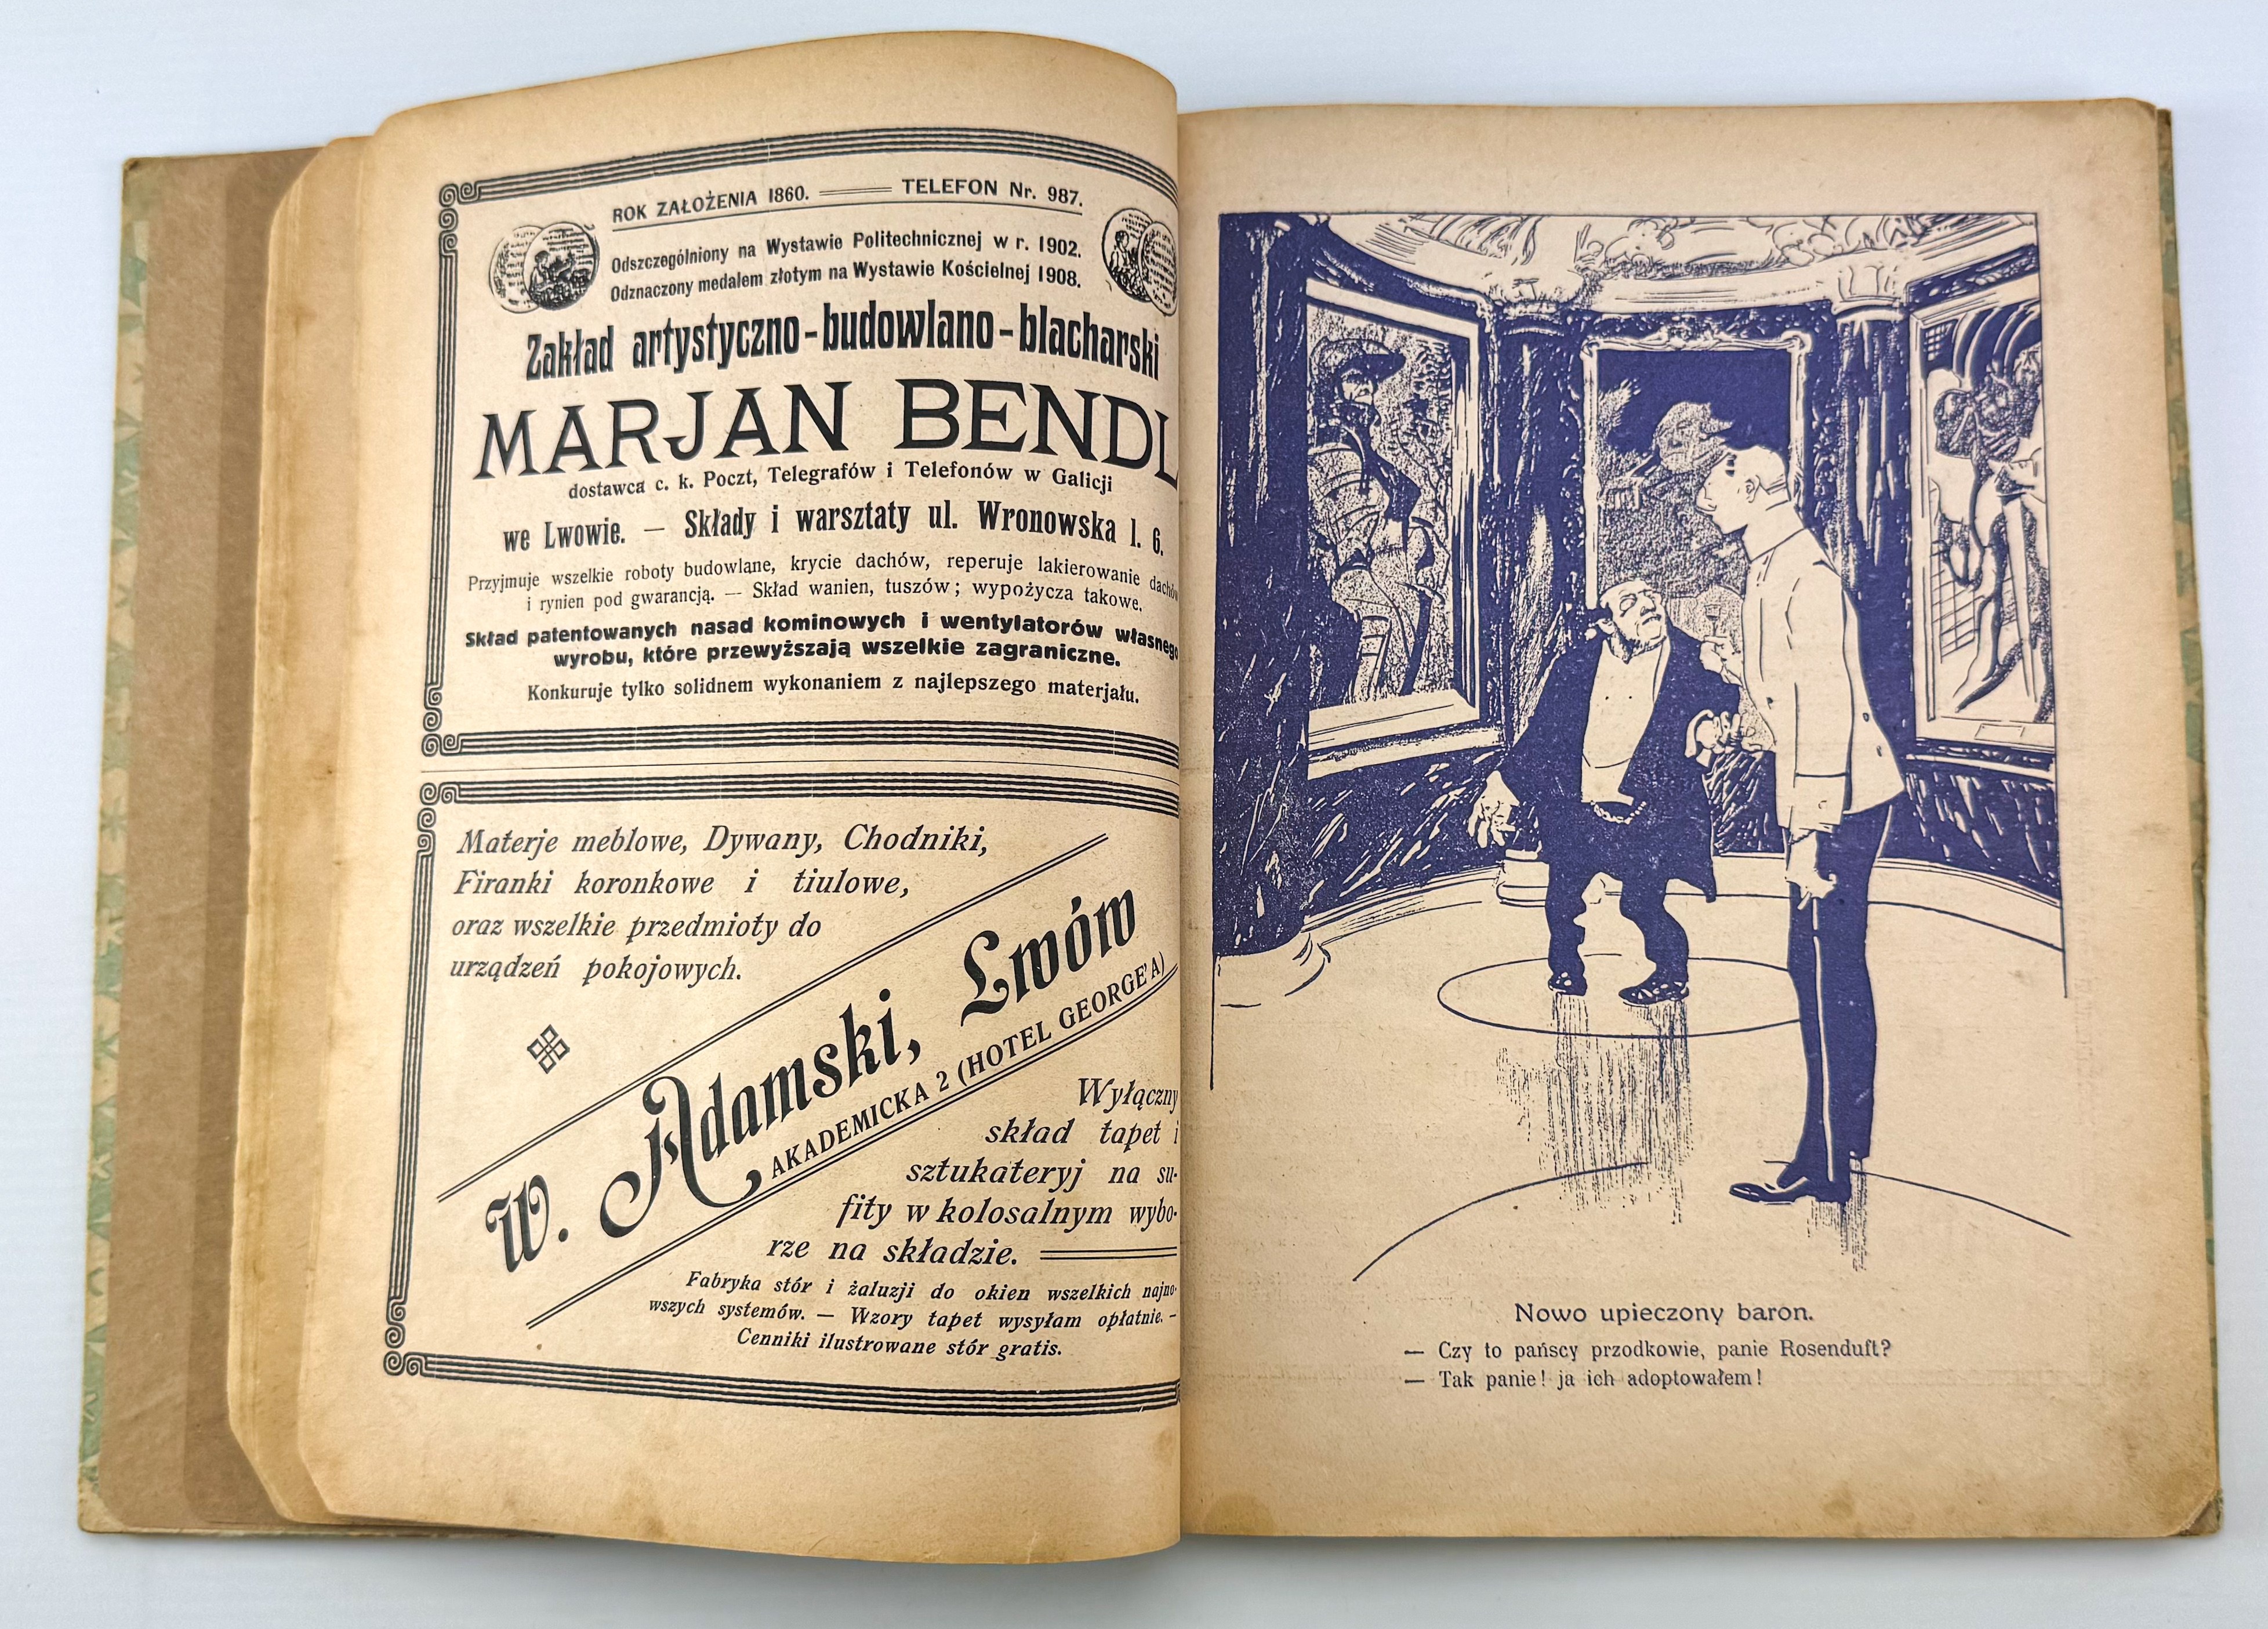 ROK ZAŁOŻENIA 1860. TELEFON Nr. 987.
Odszczególniony na Wystawie Politechnicznej w r. 1902.
Odznaczony medalem złotym na Wystawie Kościelnej 1908.
Zakład artystyczno-budowlano-blacharski
MARJAN BENDL
dostawca c. k. Poczt, Telegrafów i Telefonów w Galicji
we Lwowie. — Składy i warsztaty ul. Wronowska l. 6.
Przyjmuje wszelkie roboty budowlane, krycie dachów, reperuje lakierowanie dachów
i rynien pod gwarancją. — Skład wanien, tuszów; wypożycza takowe.
Skład patentowanych nasad kominowych i wentylatorów własnego
wyrobu, które przewyższają wszelkie zagraniczne.
Konkuruje tylko solidnem wykonaniem z najlepszego materjału.
Materje meblowe, Dywany, Chodniki,
Firanki koronkowe i tiulowe,
oraz wszelkie przedmioty do
urządzeń pokojowych.
W. Adamski, Lwów
AKADEMICKA 2 (HOTEL GEORGE'A)
Wyłączny
skład tapet i
sztukateryj na su-
fity w kolosalnym wybo-
rze na składzie.
Fabryka stór i żaluzji do okien wszelkich najno-
wszych systemów. — Wzory tapet wysyłam opłatnie. —
Cenniki ilustrowane stór gratis.
Nowo upieczony baron.
— Czy to pańscy przodkowie, panie Rosenduft?
— Tak panie! ja ich adoptowałem!